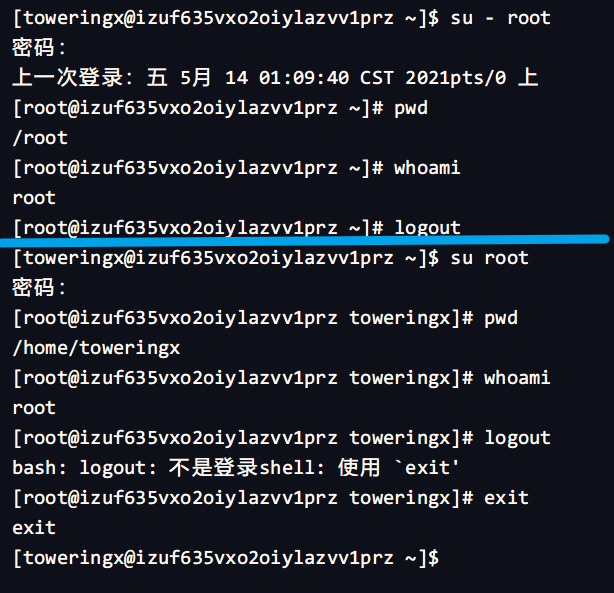 [toweringx@izuf635vxo2oiylazvv1prz ~]$ su - root
密码：
上一次登录：五 5月 14 01:09:40 CST 2021pts/0 上
[root@izuf635vxo2oiylazvv1prz ~]# pwd
/root
[root@izuf635vxo2oiylazvv1prz ~]# whoami
root
[root@izuf635vxo2oiylazvv1prz ~]# logout
[toweringx@izuf635vxo2oiylazvv1prz ~]$ su root
密码：
[root@izuf635vxo2oiylazvv1prz toweringx]# pwd
/home/toweringx
[root@izuf635vxo2oiylazvv1prz toweringx]# whoami
root
[root@izuf635vxo2oiylazvv1prz toweringx]# logout
bash: logout: 不是登录shell: 使用 `exit'
[root@izuf635vxo2oiylazvv1prz toweringx]# exit
exit
[toweringx@izuf635vxo2oiylazvv1prz ~]$